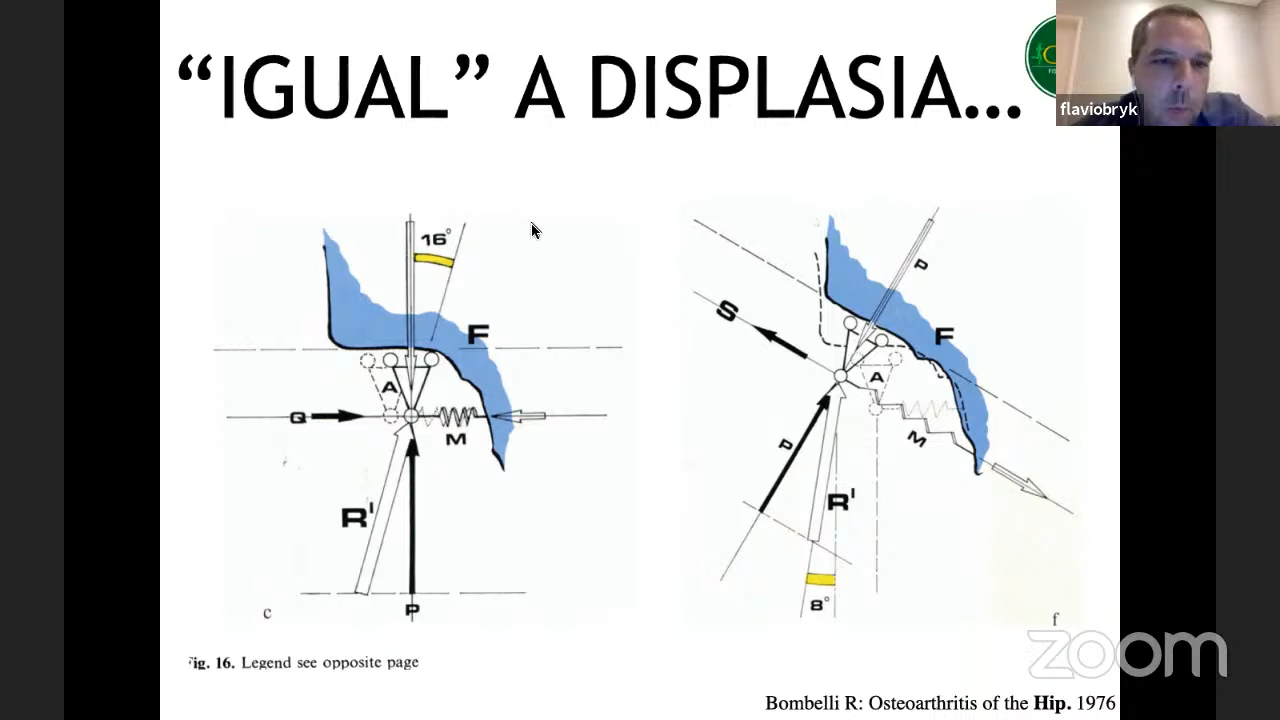 “IGUAL” A DISPLASIA...
flaviobryk
16°
F
A
Q
M
R'
P
c
P
S
F
A
M
P
R'
8°
f
Fig. 16. Legend see opposite page
zoom
Bombelli R: Osteoarthritis of the Hip. 1976